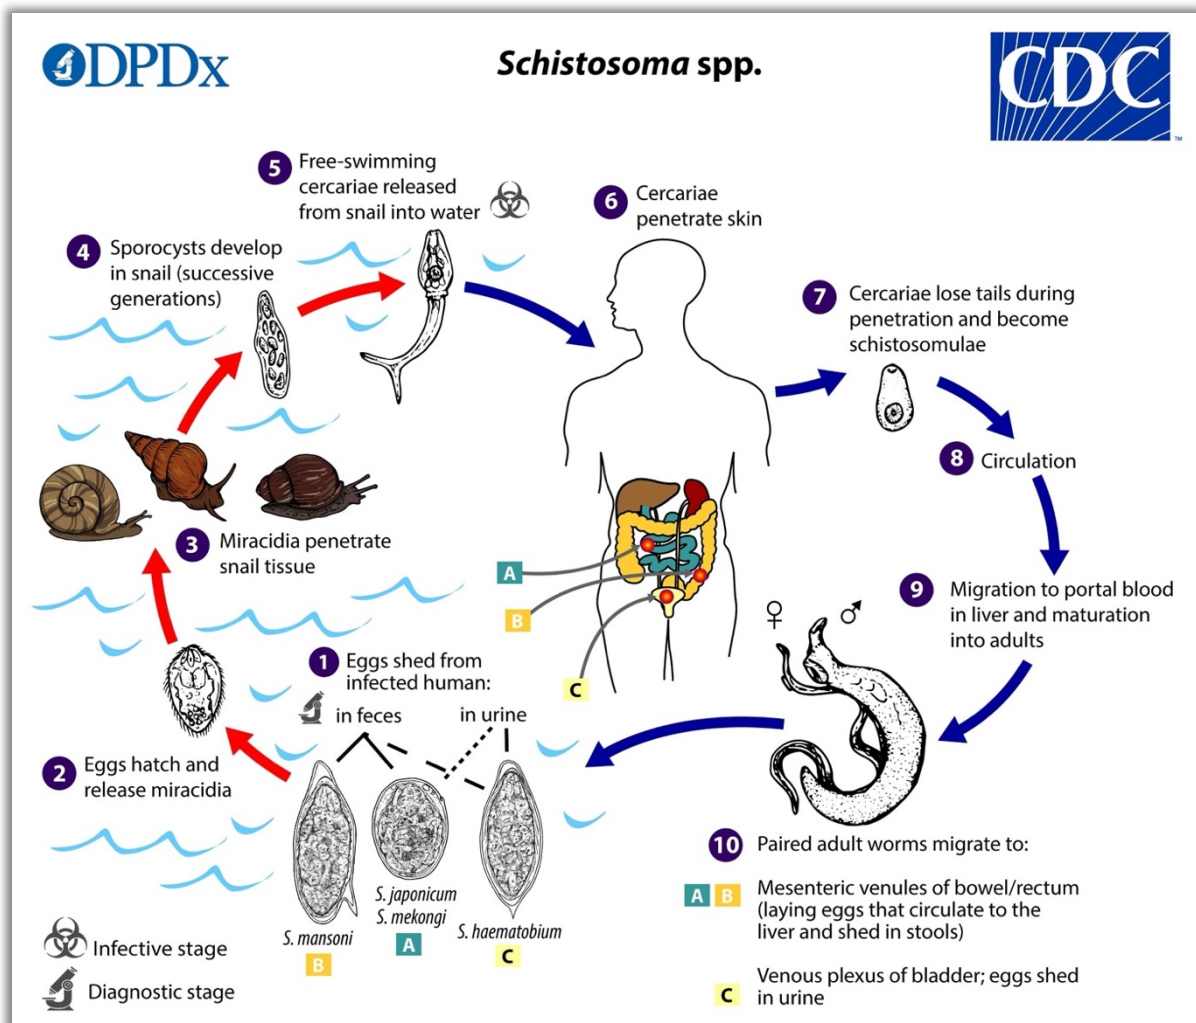 DPDx
Schistosoma spp.
CDC
TM
5 Free-swimming
cercariae released
from snail into water
6 Cercariae
penetrate skin
4 Sporocysts develop
in snail (successive
generations)
7 Cercariae lose tails during
penetration and become
schistosomulae
8 Circulation
3 Miracidia penetrate
snail tissue
A
B
C
9 Migration to portal blood
in liver and maturation
into adults
♀ ♂
1 Eggs shed from
infected human:
in feces in urine
2 Eggs hatch and
release miracidia
S. mansoni
B
S. japonicum
S. mekongi
A
S. haematobium
C
10 Paired adult worms migrate to:
A B Mesenteric venules of bowel/rectum
(laying eggs that circulate to the
liver and shed in stools)
C Venous plexus of bladder; eggs shed
in urine
Infective stage
Diagnostic stage